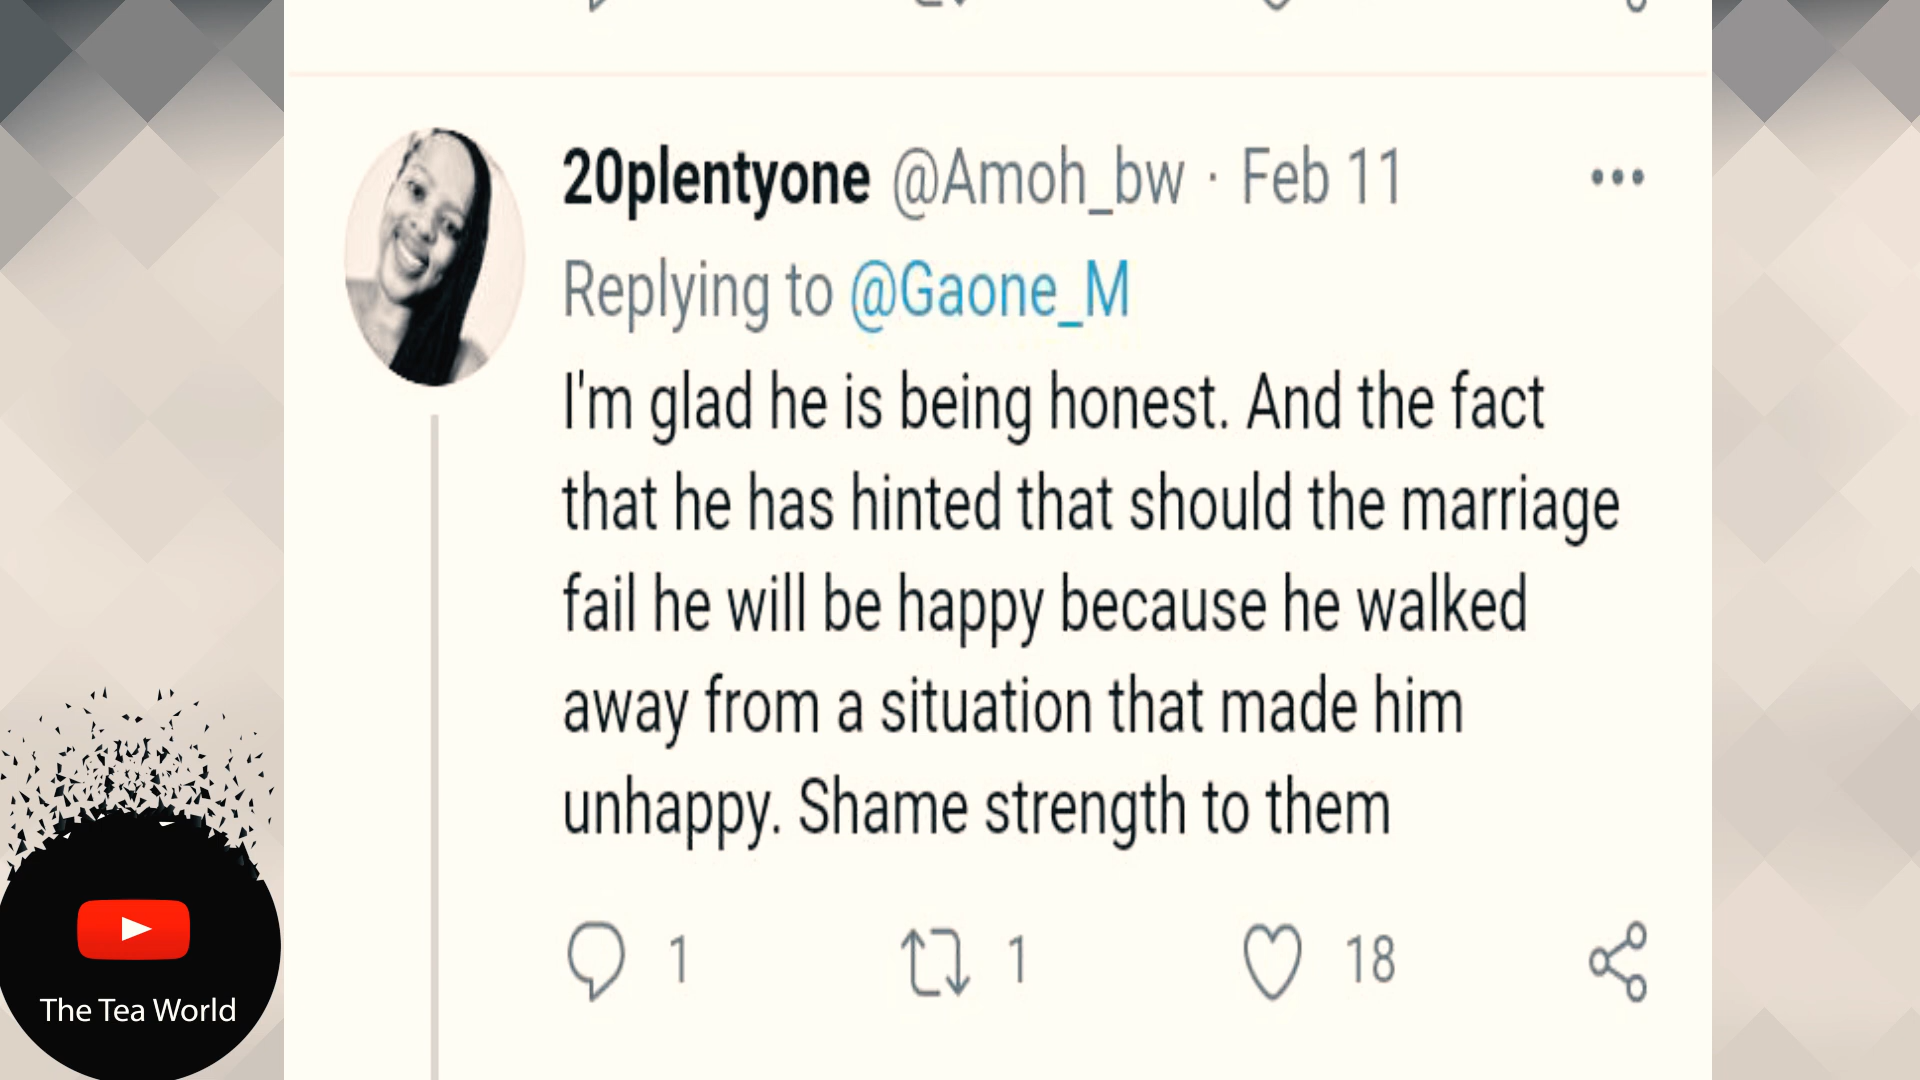 20plentyone @Amoh_bw · Feb 11
Replying to @Gaone_M
I'm glad he is being honest. And the fact
that he has hinted that should the marriage
fail he will be happy because he walked
away from a situation that made him
unhappy. Shame strength to them
1 1 18
The Tea World